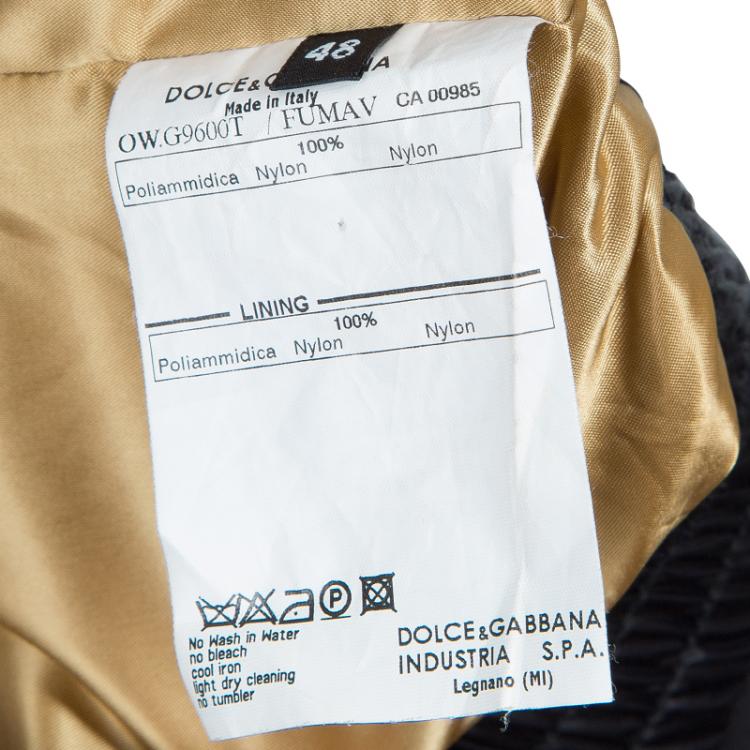 48
DOLCE&G BANA
Made in Italy
OW.G9600T / FUMAV CA 00985
100%
Poliammidica Nylon Nylon
LINING
100%
Poliammidica Nylon Nylon
P
No Wash in Water
no bleach
cool iron
light dry cleaning
no tumbler
DOLCE&GABBANA
INDUSTRIA S.P.A.
Legnano (MI)